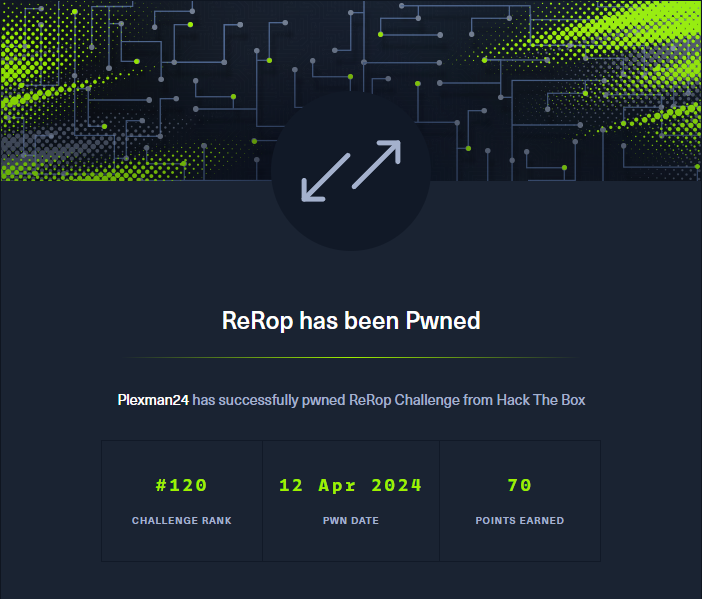 ReRop has been Pwned
Plexman24 has successfully pwned ReRop Challenge from Hack The Box
#120 12 Apr 2024 70
CHALLENGE RANK PWN DATE POINTS EARNED